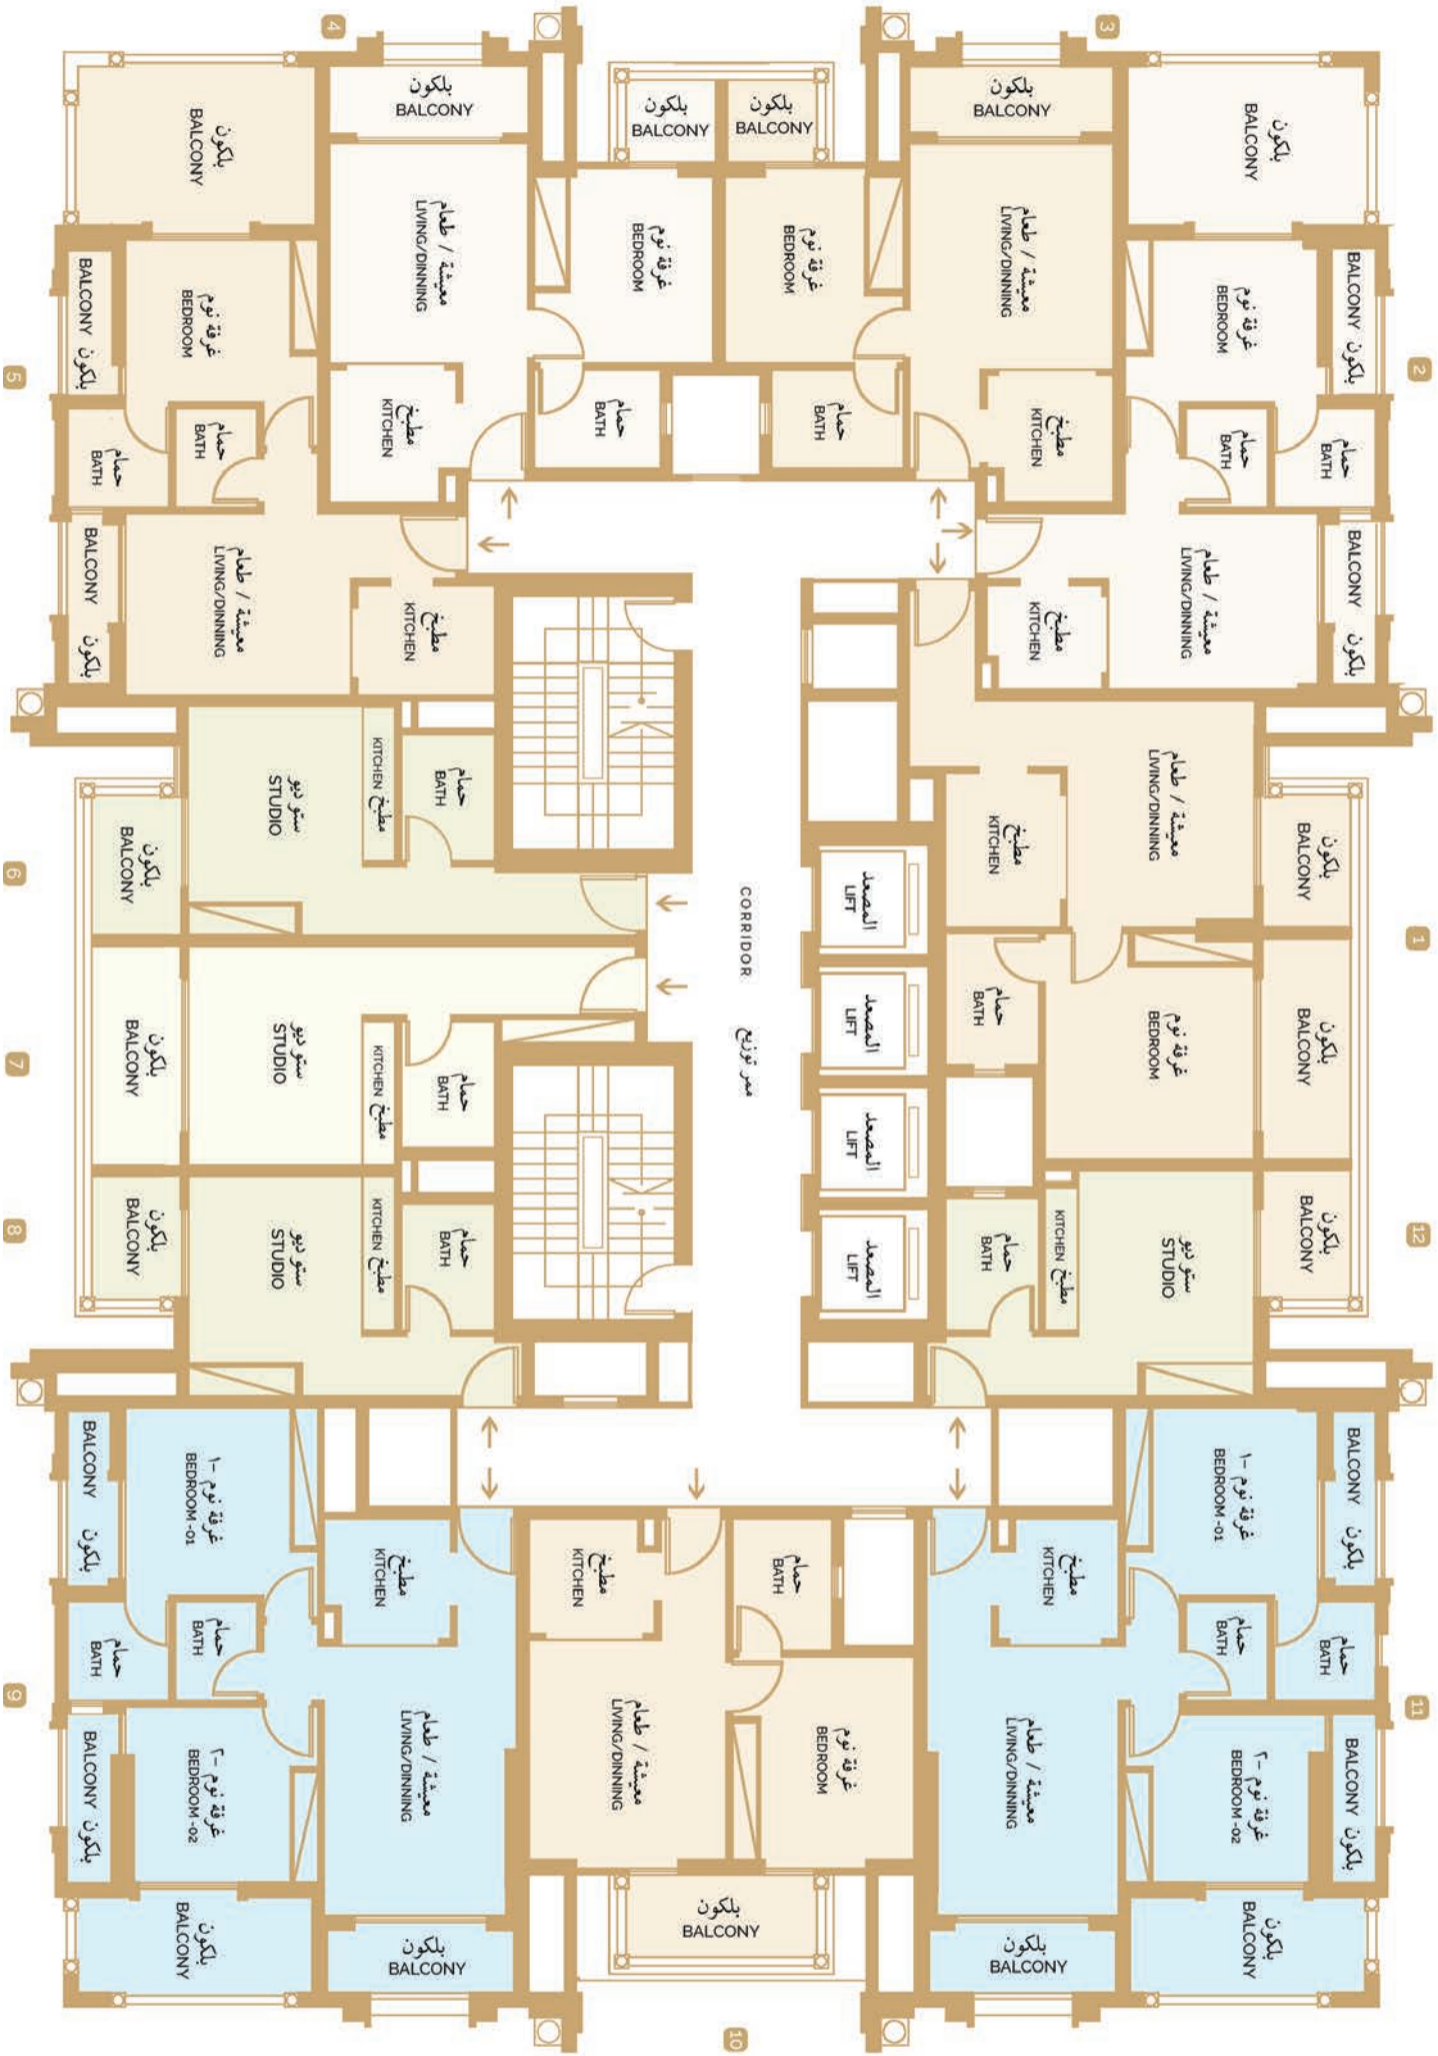 4
3
بلكون
BALCONY
بلكون
BALCONY
بلكون
BALCONY
بلكون
BALCONY
بلكون
BALCONY
بلكون
BALCONY
معيشة / طعام
LIVING/DINNING
غرفة نوم
BEDROOM
غرفة نوم
BEDROOM
معيشة / طعام
LIVING/DINNING
5
BALCONY بلكون
غرفة نوم
BEDROOM
غرفة نوم
BEDROOM
BALCONY بلكون
2
حمام
BATH
حمام
BATH
مطبخ
KITCHEN
حمام
BATH
حمام
BATH
مطبخ
KITCHEN
حمام
BATH
حمام
BATH
BALCONY بلكون
معيشة / طعام
LIVING/DINNING
مطبخ
KITCHEN
مطبخ
KITCHEN
معيشة / طعام
LIVING/DINNING
BALCONY بلكون
6
بلكون
BALCONY
ستوديو
STUDIO
KITCHEN مطبخ
حمام
BATH
معيشة / طعام
LIVING/DINNING
مطبخ
KITCHEN
بلكون
BALCONY
1
CORRIDOR ممر توزيع
المصعد
LIFT
المصعد
LIFT
المصعد
LIFT
المصعد
LIFT
حمام
BATH
غرفة نوم
BEDROOM
بلكون
BALCONY
7
بلكون
BALCONY
ستوديو
STUDIO
KITCHEN مطبخ
حمام
BATH
8
بلكون
BALCONY
ستوديو
STUDIO
KITCHEN مطبخ
حمام
BATH
حمام
BATH
KITCHEN مطبخ
ستوديو
STUDIO
بلكون
BALCONY
12
BALCONY بلكون
غرفة نوم -١
BEDROOM -01
مطبخ
KITCHEN
مطبخ
KITCHEN
حمام
BATH
مطبخ
KITCHEN
غرفة نوم -١
BEDROOM -01
BALCONY بلكون
9
حمام
BATH
حمام
BATH
حمام
BATH
حمام
BATH
11
BALCONY بلكون
غرفة نوم -٢
BEDROOM -02
معيشة / طعام
LIVING/DINNING
معيشة / طعام
LIVING/DINNING
غرفة نوم
BEDROOM
معيشة / طعام
LIVING/DINNING
غرفة نوم -٢
BEDROOM -02
BALCONY بلكون
بلكون
BALCONY
بلكون
BALCONY
بلكون
BALCONY
بلكون
BALCONY
بلكون
BALCONY
10